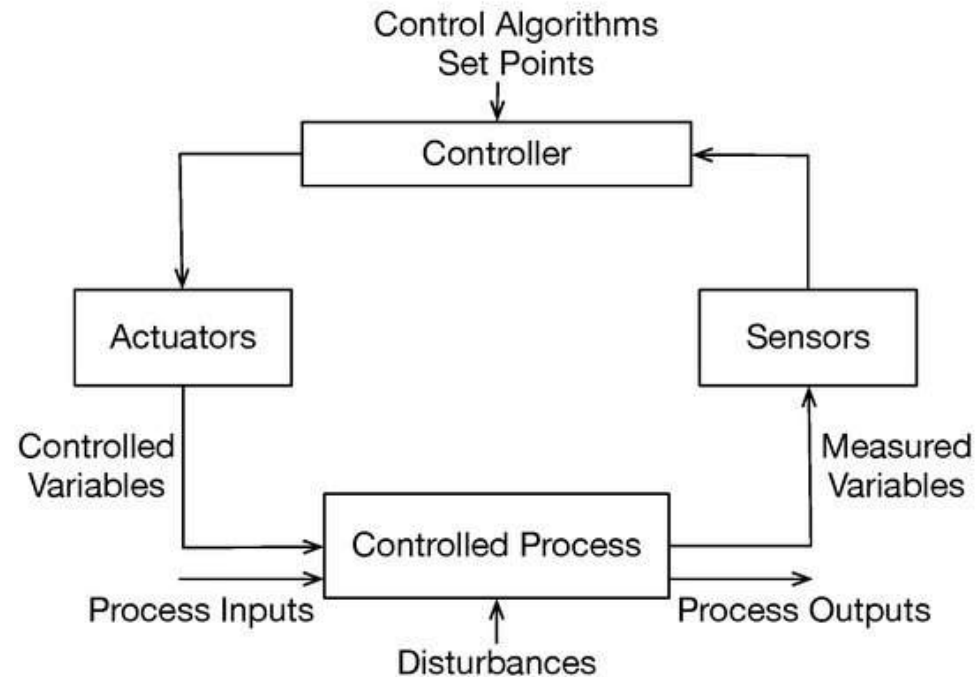 Control Algorithms
Set Points
Controller
Actuators
Sensors
Controlled
Variables
Measured
Variables
Controlled Process
Process Inputs
Process Outputs
Disturbances